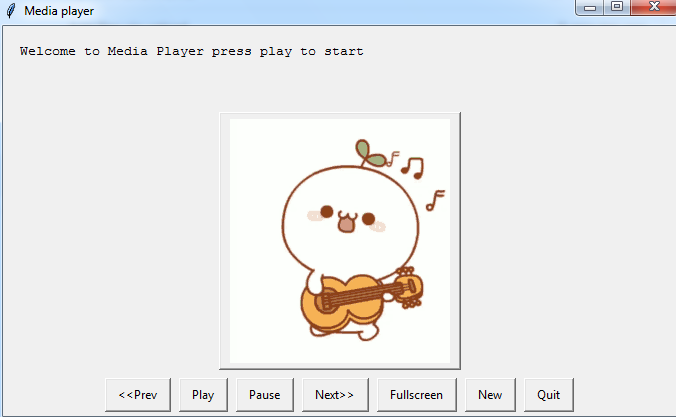 Media player
Welcome to Media Player press play to start
<<Prev Play Pause Next>> Fullscreen New Quit